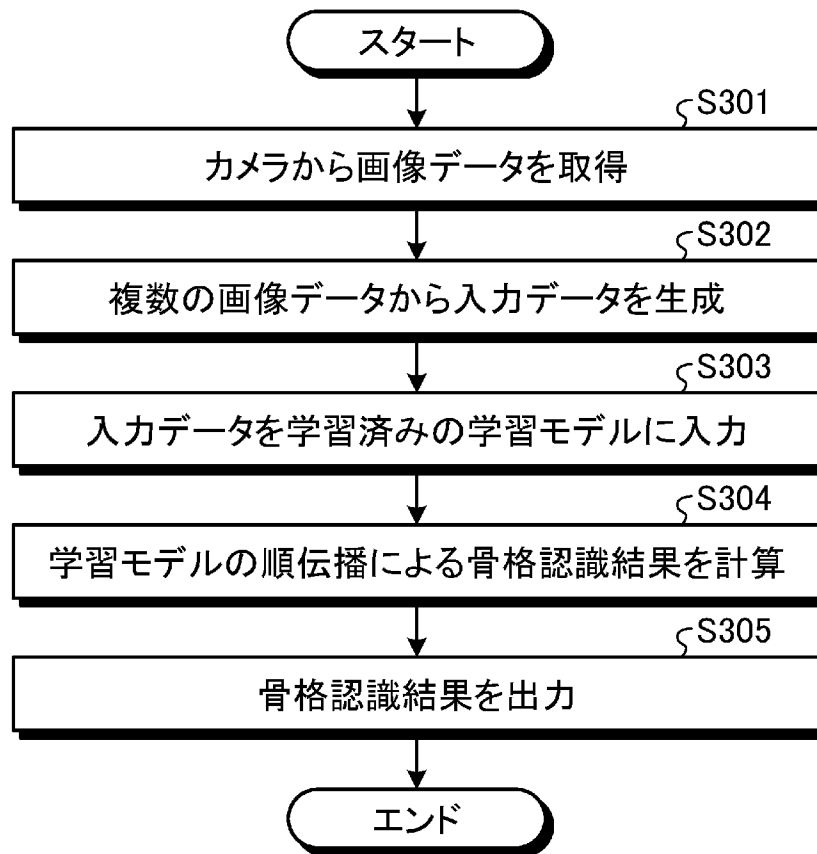 スタート
S301
カメラから画像データを取得
S302
複数の画像データから入力データを生成
S303
入力データを学習済みの学習モデルに入力
S304
学習モデルの順伝播による骨格認識結果を計算
S305
骨格認識結果を出力
エンド